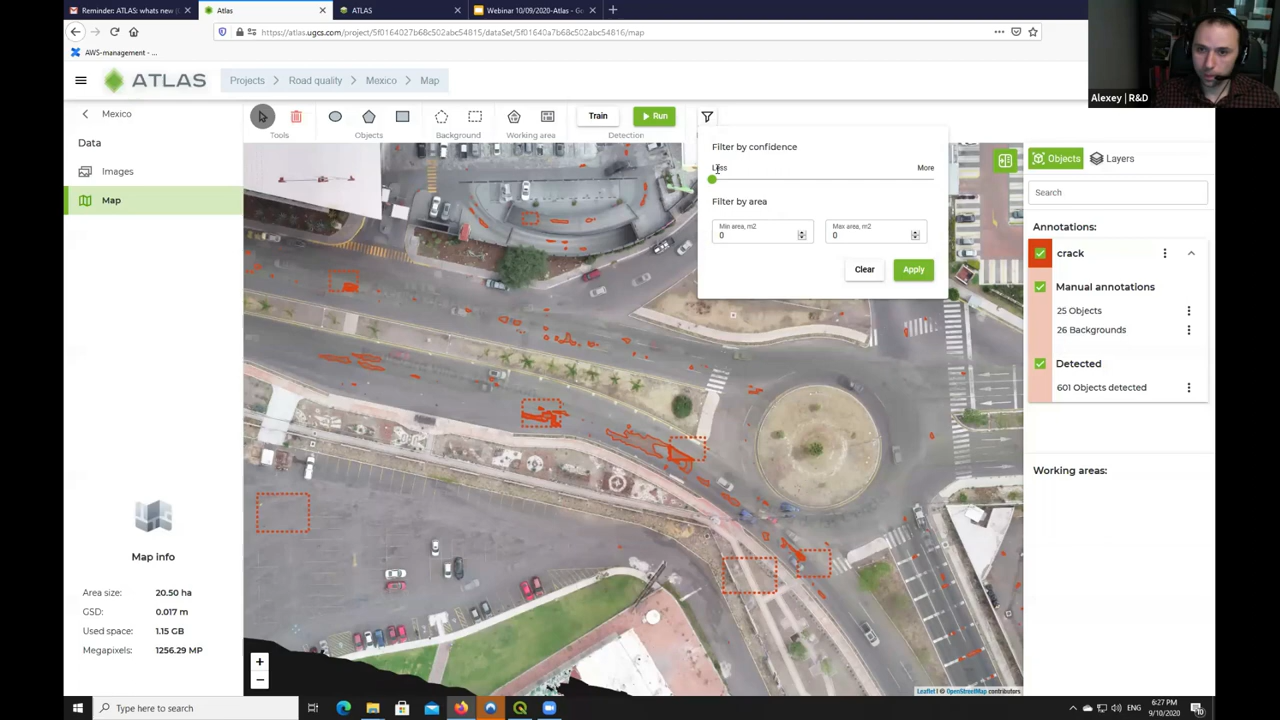 Reminder: ATLAS: whats new (
Atlas
ATLAS
Webinar 10/09/2020-Atlas - Go
https://atlas.ugcs.com/project/5f0164027b68c502abc54815/dataSet/5f01640a7b68c502abc54816/map
AWS-management - ...
ATLAS
Projects
Road quality
Mexico
Map
Alexey | R&D
Mexico
Data
Images
Map
Tools
Objects
Background
Working area
Train
Run
Detection
Filter by confidence
Less
More
Filter by area
Min area, m2
0
Max area, m2
0
Clear
Apply
Objects
Layers
Search
Annotations:
crack
Manual annotations
25 Objects
26 Backgrounds
Detected
601 Objects detected
Working areas:
Map info
Area size: 20.50 ha
GSD: 0.017 m
Used space: 1.15 GB
Megapixels: 1256.29 MP
+
−
Leaflet | © OpenStreetMap contributors
Type here to search
ENG
6:27 PM
9/10/2020